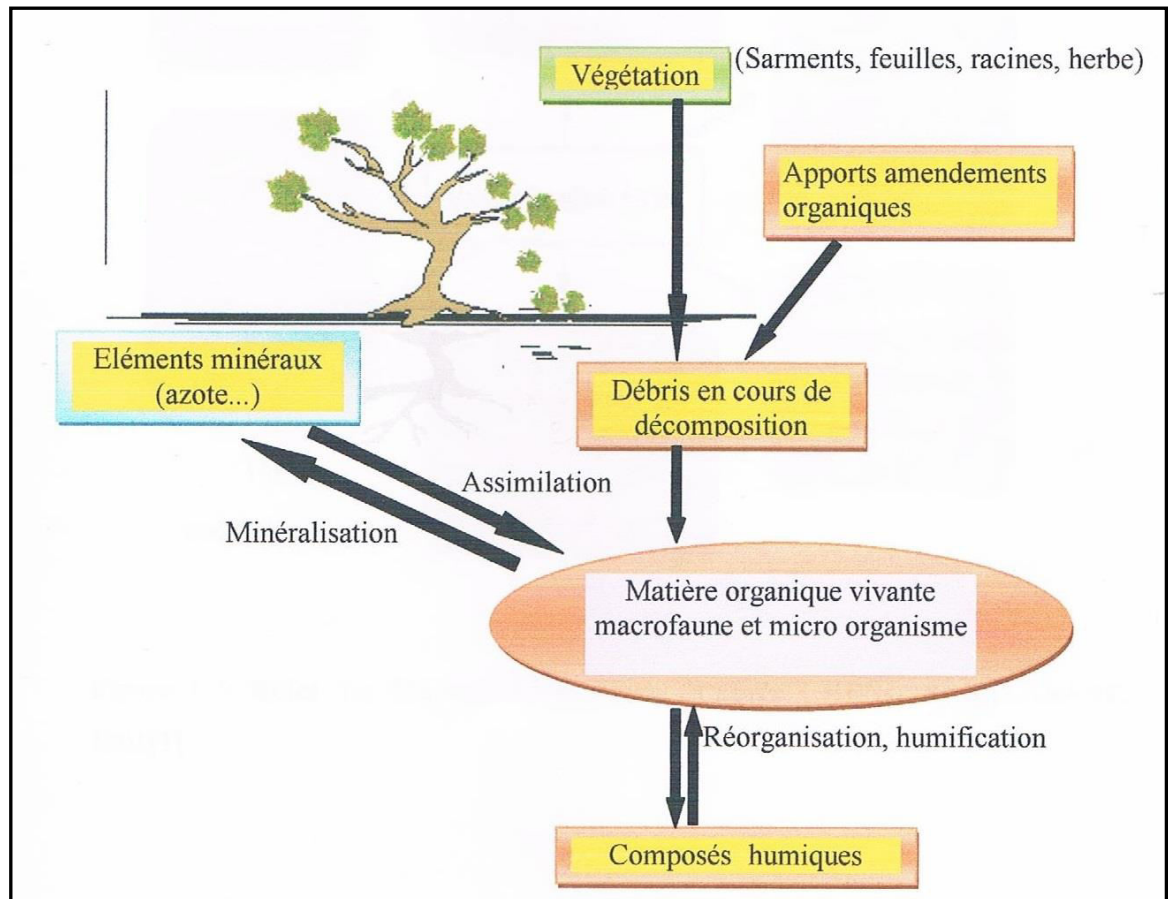 Végétation
(Sarments, feuilles, racines, herbe)
Apports amendements
organiques
Eléments minéraux
(azote...)
Débris en cours de
décomposition
Assimilation
Minéralisation
Matière organique vivante
macrofaune et micro organisme
Réorganisation, humification
Composés humiques